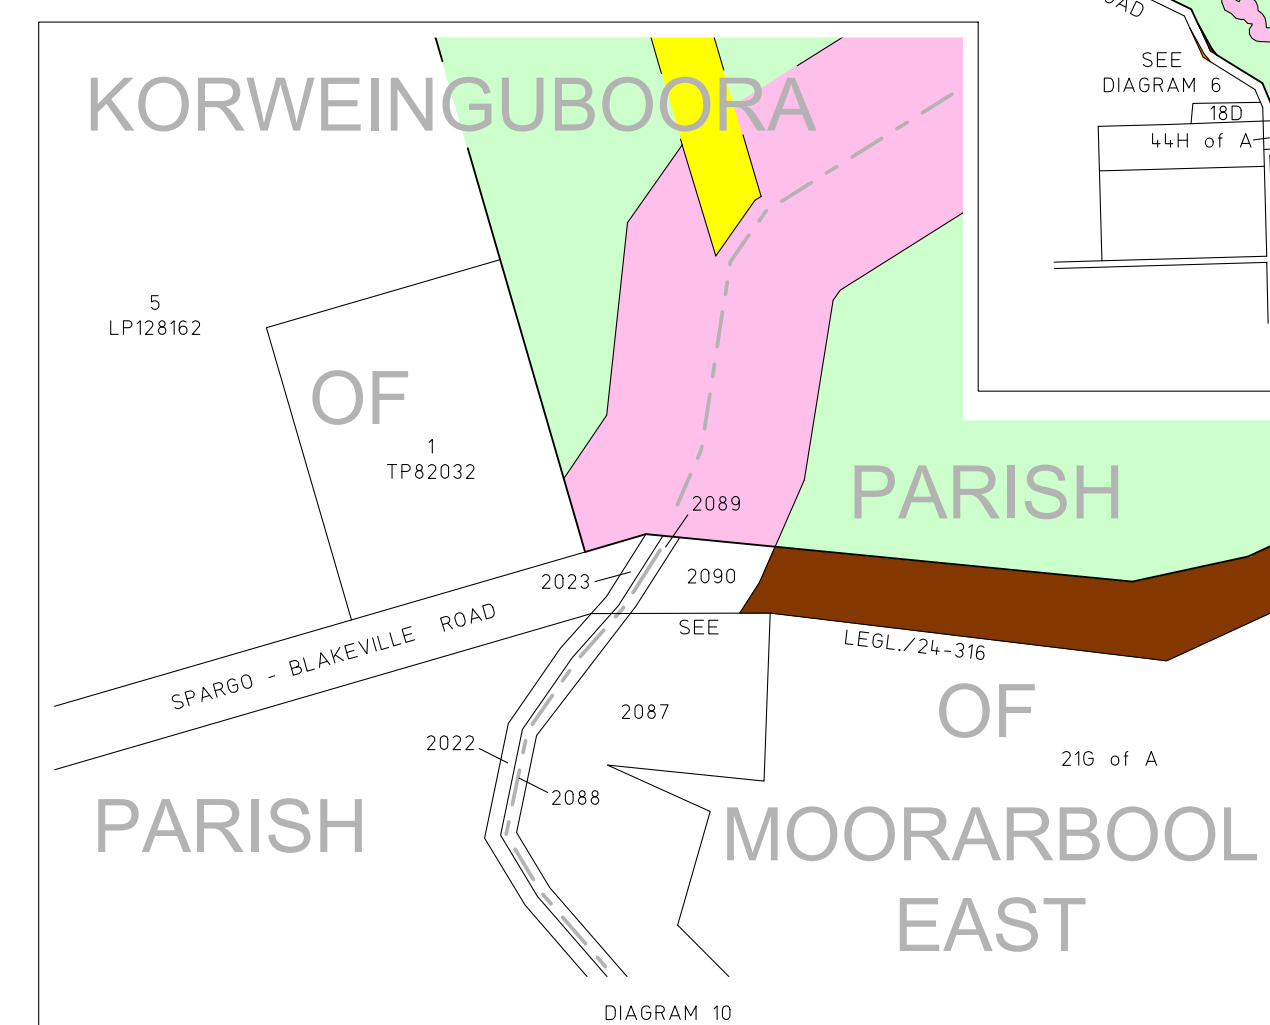 OAD
SEE
DIAGRAM 6
18D
44H of A
KORWEINGUBOORA
5
LP128162
OF
1
TP82032
PARISH
2089
2023
2090
SEE
SPARGO - BLAKEVILLE ROAD
LEGL./24-316
OF
2087
2022
21G of A
2088
PARISH
MOORARBOOL
EAST
DIAGRAM 10